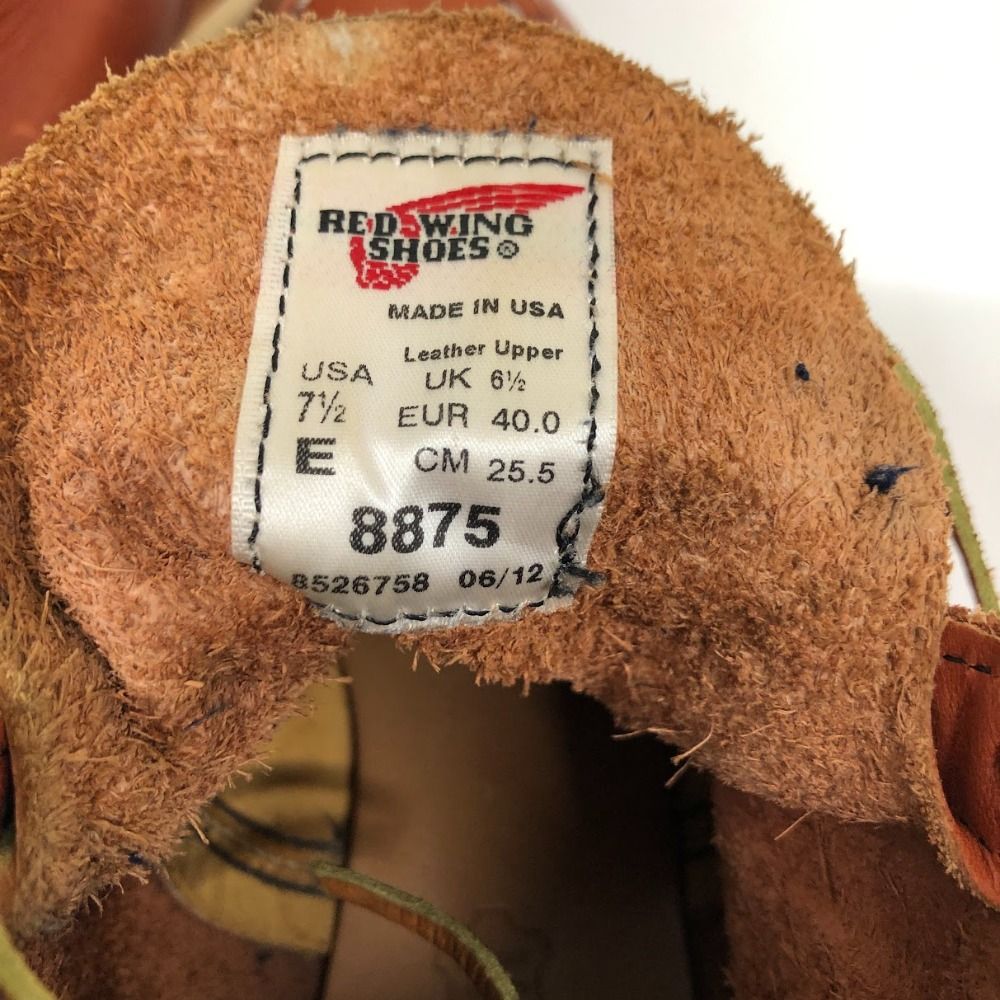 RED WING
SHOES®
MADE IN USA
Leather Upper
USA UK 6½
7½ EUR 40.0
E CM 25.5
8875
8526758 06/12